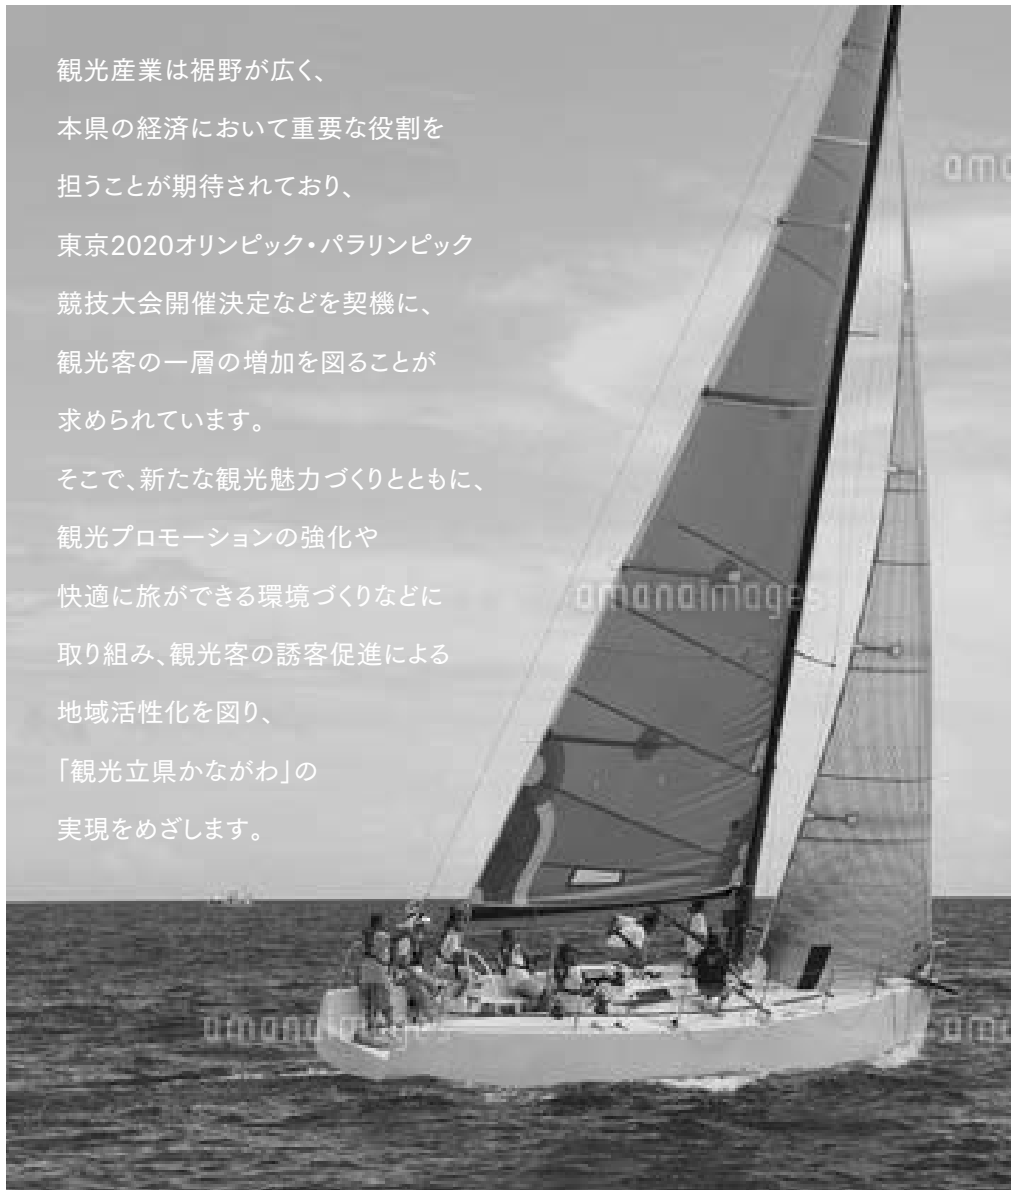 観光産業は裾野が広く、
本県の経済において重要な役割を
担うことが期待されており、
東京2020オリンピック・パラリンピック
競技大会開催決定などを契機に、
観光客の一層の増加を図ることが
求められています。
そこで、新たな観光魅力づくりとともに、
観光プロモーションの強化や
快適に旅ができる環境づくりなどに
取り組み、観光客の誘客促進による
地域活性化を図り、
「観光立県かながわ」の
実現をめざします。
ama
amanaimages
amanaimages
ama